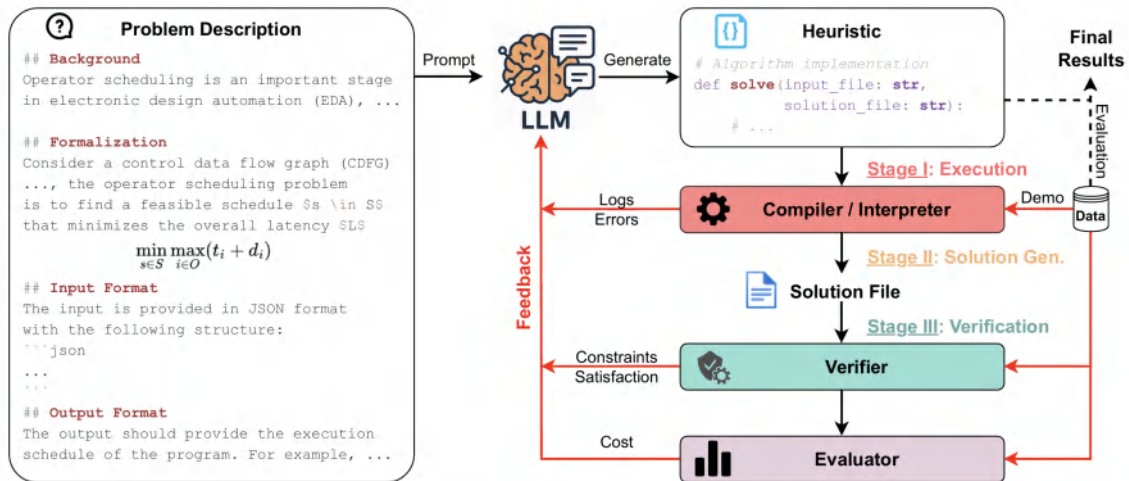 Problem Description
## Background
Operator scheduling is an important stage
in electronic design automation (EDA), ...
## Formalization
Consider a control data flow graph (CDFG)
..., the operator scheduling problem
is to find a feasible schedule $s \in S$
that minimizes the overall latency $L$
min max(t_i + d_i)
s∈S i∈O
## Input Format
The input is provided in JSON format
with the following structure:
```json
...
```
## Output Format
The output should provide the execution
schedule of the program. For example, ...
Prompt
LLM
Generate
Heuristic
# Algorithm implementation
def solve(input_file: str,
solution_file: str):
# ...
Final
Results
Evaluation
Data
Demo
Stage I: Execution
Compiler / Interpreter
Logs
Errors
Stage II: Solution Gen.
Solution File
Stage III: Verification
Feedback
Constraints
Satisfaction
Verifier
Cost
Evaluator